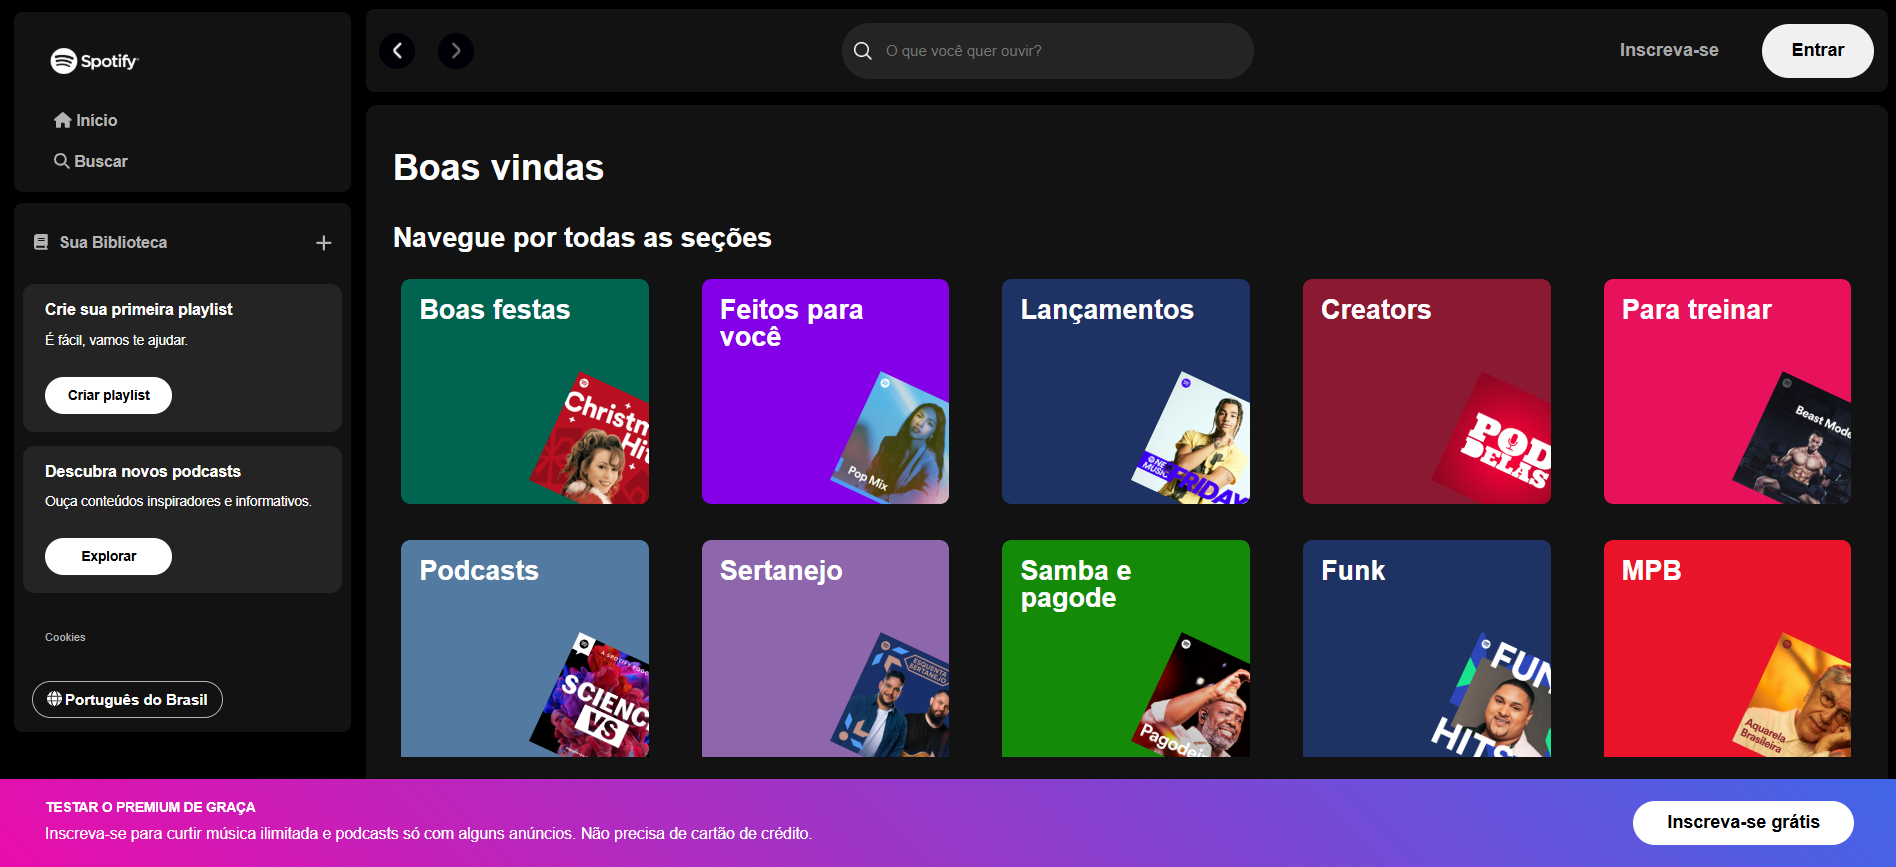 Spotify
Início
Buscar
Sua Biblioteca
Crie sua primeira playlist
É fácil, vamos te ajudar.
Criar playlist
Descubra novos podcasts
Ouça conteúdos inspiradores e informativos.
Explorar
Cookies
Português do Brasil
O que você quer ouvir?
Inscreva-se
Entrar
Boas vindas
Navegue por todas as seções
Boas festas
Christm
Hit
Feitos para
você
Pop Mix
Lançamentos
NE
MUSIC
FRIDAY
Creators
POD
DELAS
Para treinar
Beast Mode
Podcasts
SCIENC
VS
Sertanejo
ESQUENTA
SERTANEJO
Samba e
pagode
Pagodei
Funk
FUN
HITS
MPB
Aquarela
Brasileira
TESTAR O PREMIUM DE GRAÇA
Inscreva-se para curtir música ilimitada e podcasts só com alguns anúncios. Não precisa de cartão de crédito.
Inscreva-se grátis